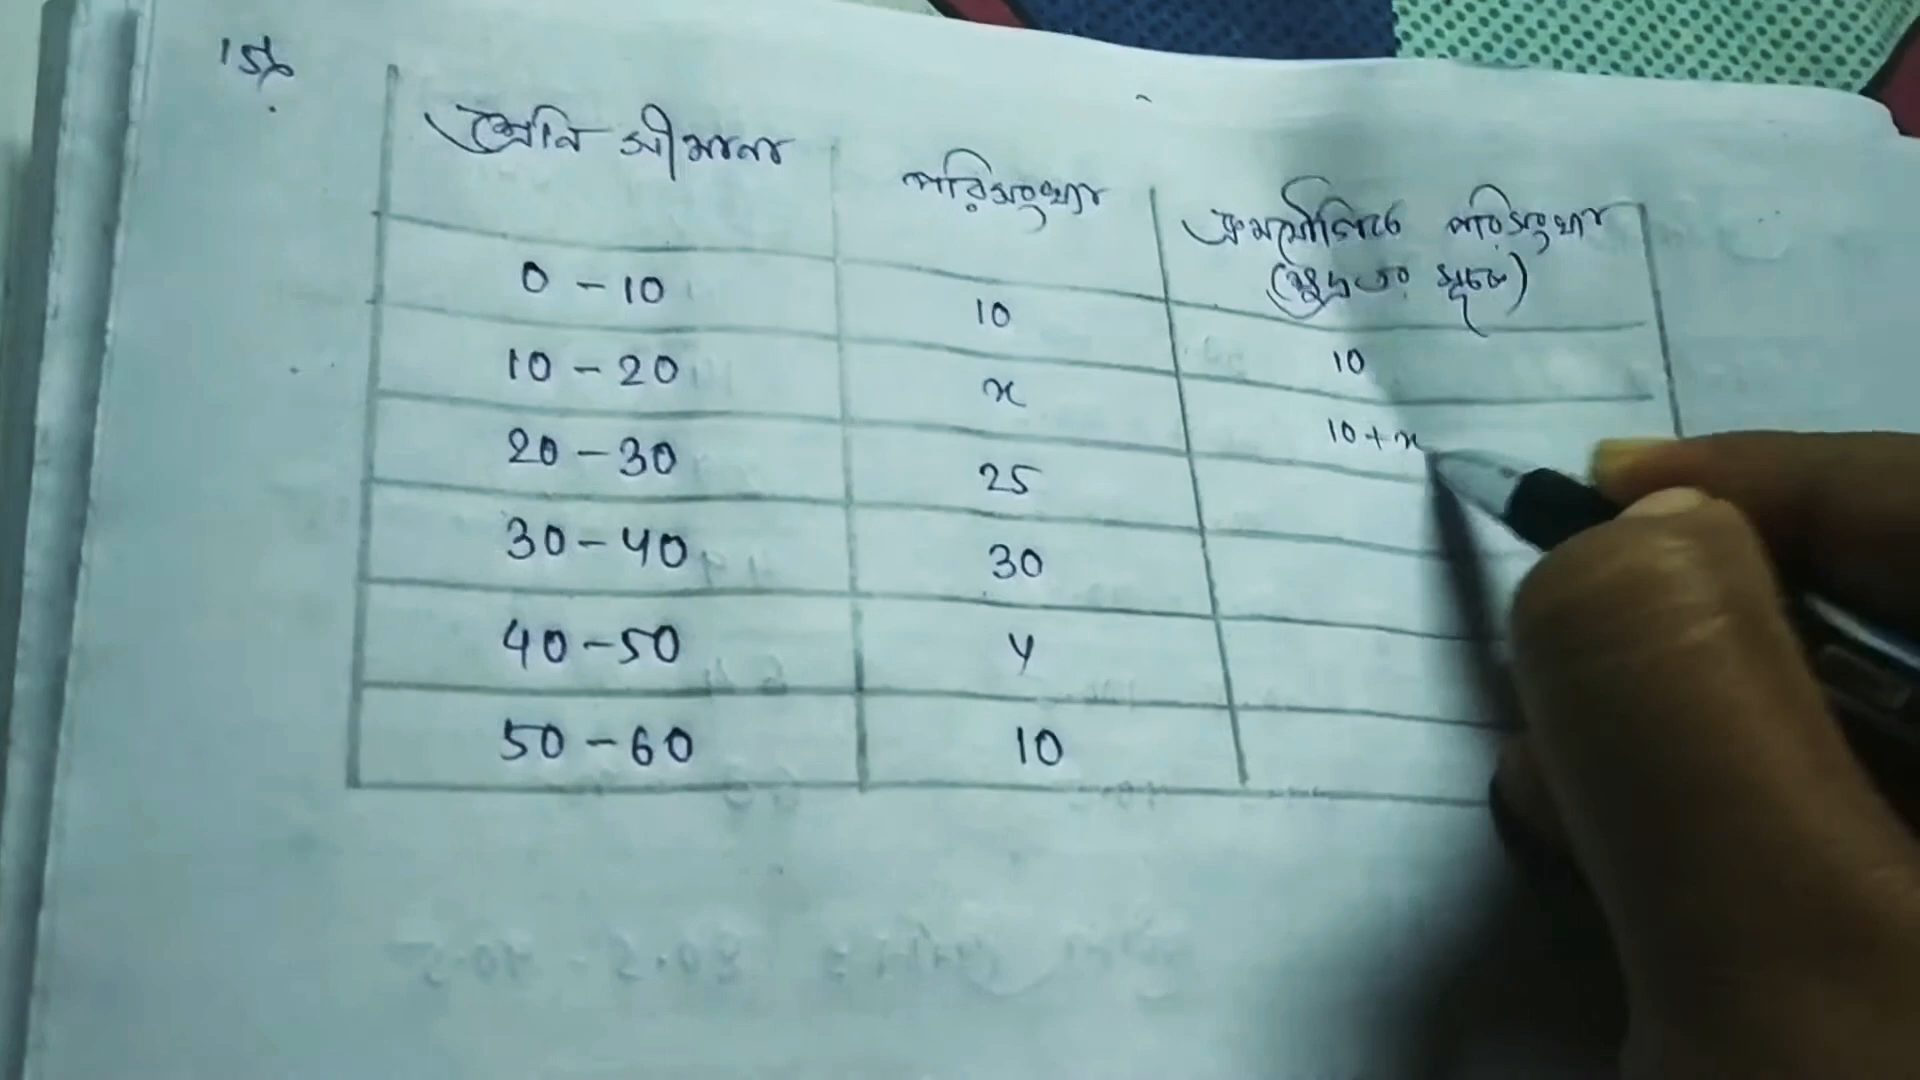 15।
শ্রেনি সীমানা পরিসংখ্যা ক্রমযৌগিক পরিসংখ্যা
(ক্ষুদ্রতর সূচক)
0 - 10 10 10
10 - 20 x 10+x
20 - 30 25
30 - 40 30
40 - 50 y
50 - 60 10